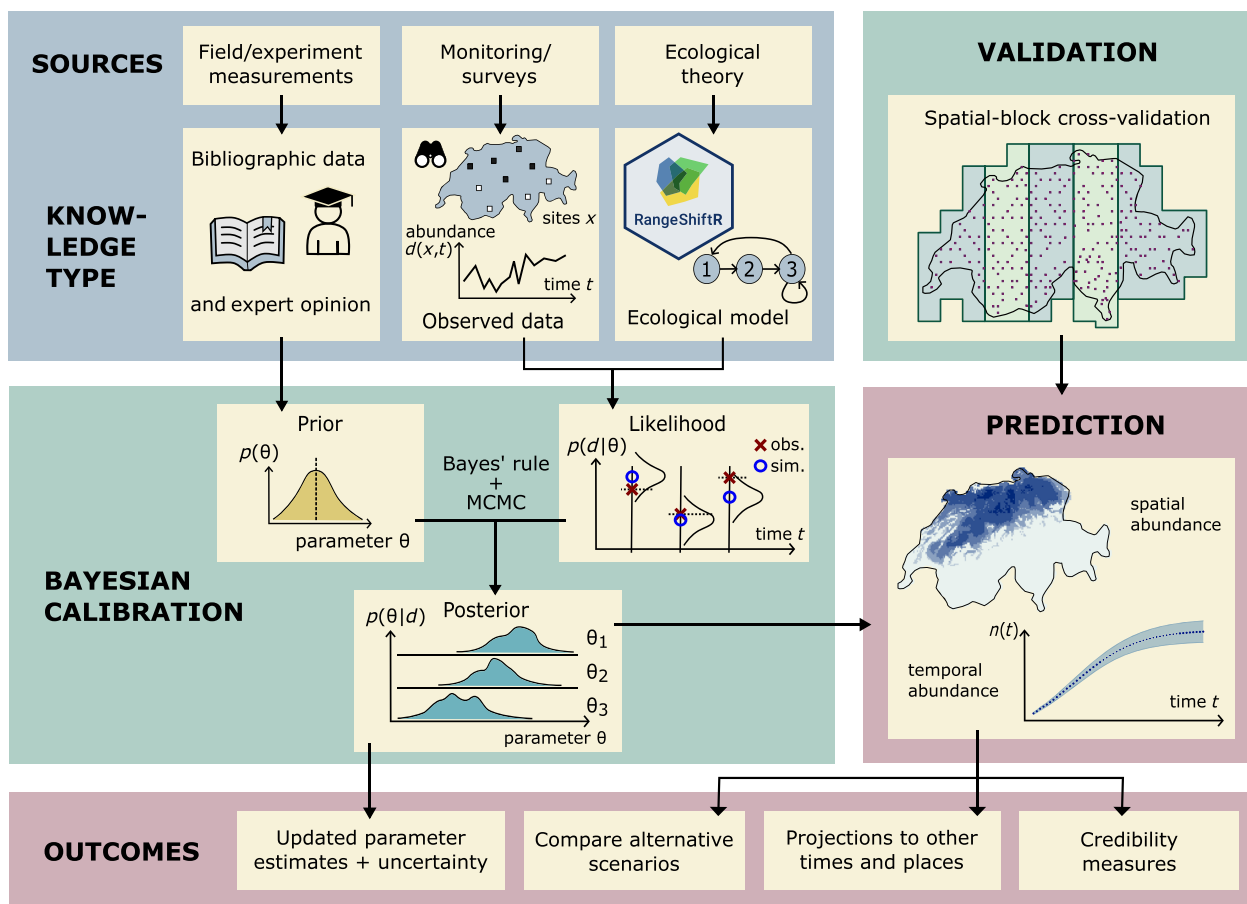 SOURCES
Field/experiment
measurements
Monitoring/
surveys
Ecological
theory
KNOW-
LEDGE
TYPE
Bibliographic data
and expert opinion
sites x
abundance
d(x,t)
time t
Observed data
RangeShiftR
1 2 3
Ecological model
VALIDATION
Spatial-block cross-validation
BAYESIAN
CALIBRATION
Prior
p(θ)
parameter θ
Bayes' rule
+
MCMC
Likelihood
p(d|θ)
obs.
sim.
time t
Posterior
p(θ|d)
θ1
θ2
θ3
parameter θ
PREDICTION
spatial
abundance
n(t)
temporal
abundance
time t
OUTCOMES
Updated parameter
estimates + uncertainty
Compare alternative
scenarios
Projections to other
times and places
Credibility
measures